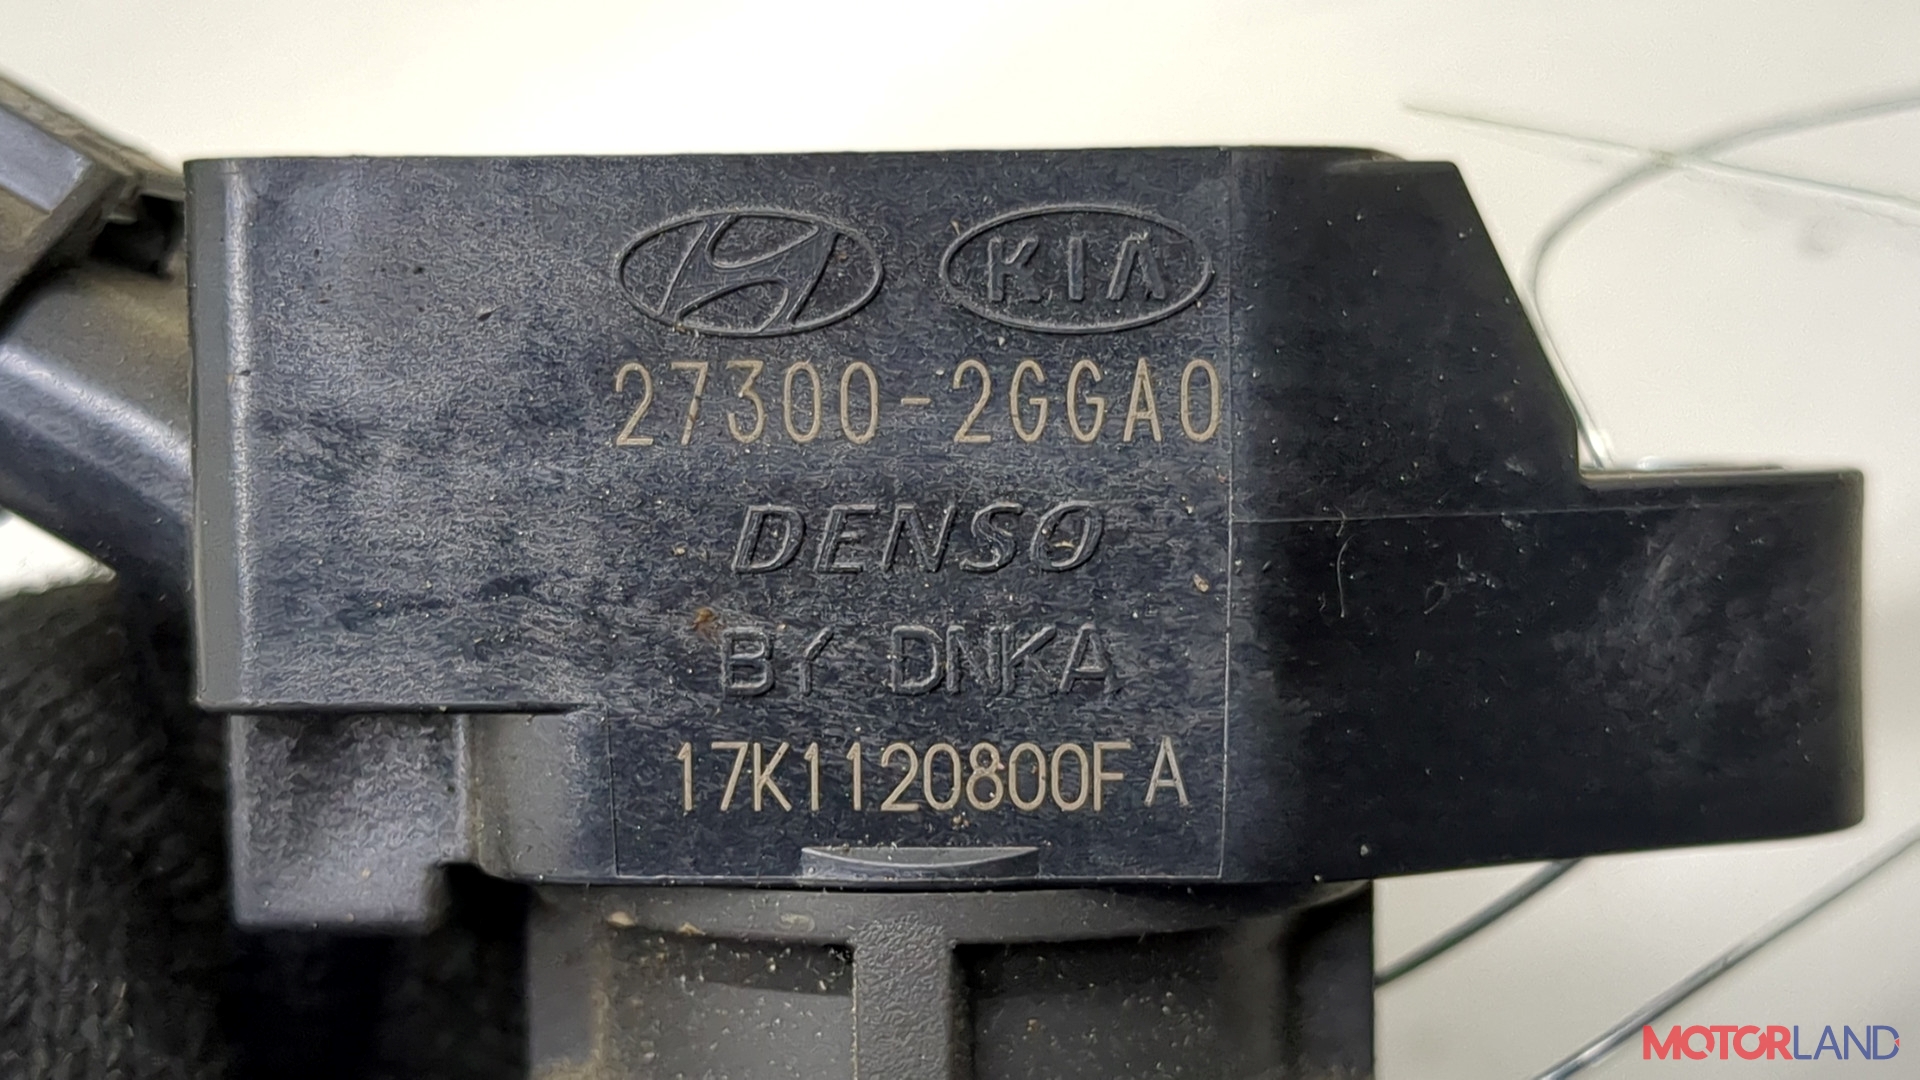 KIA
27300-2GGA0
DENSO
BY DNKA
17K1120800FA
MOTORLAND